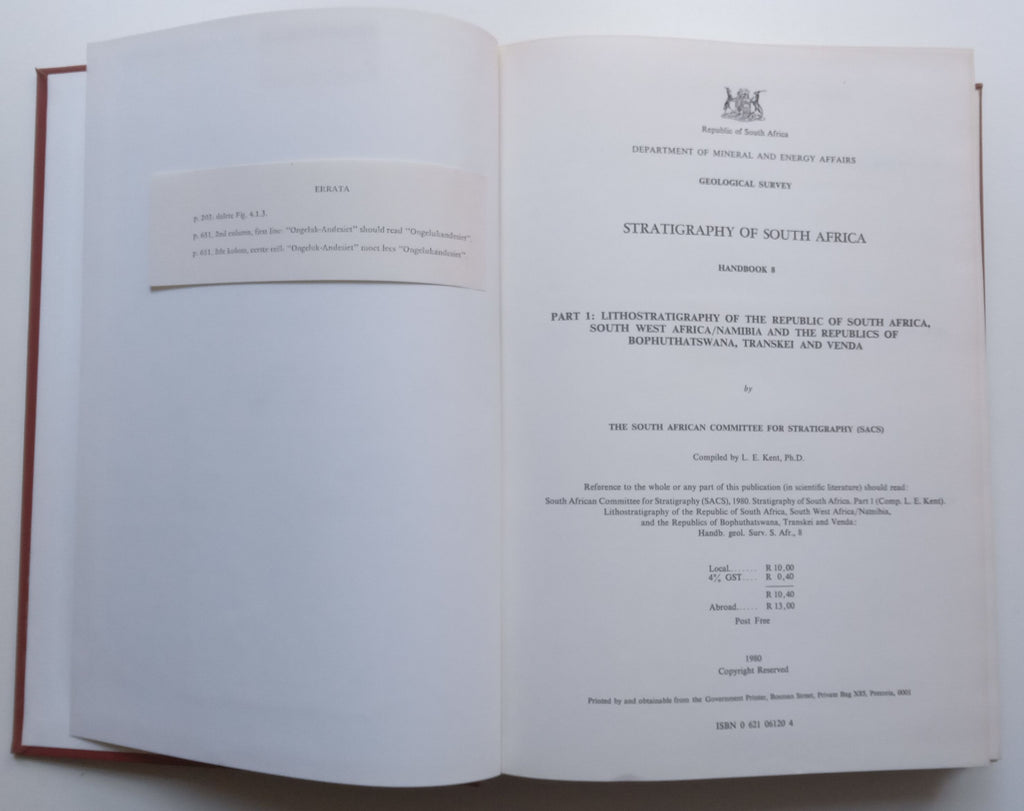 ERRATA
p. 203: delete Fig. 4.1.3.
2nd column, first line: "Ongeluk-Andesiet" should read "Ongelukandesiet".
kolom, eerste reël: "Ongeluk-Andesiet" moet lees "Ongelukandesiet".
Republic of South Africa
DEPARTMENT OF MINERAL AND ENERGY AFFAIRS
GEOLOGICAL SURVEY
STRATIGRAPHY OF SOUTH AFRICA
HANDBOOK 8
PART 1: LITHOSTRATIGRAPHY OF THE REPUBLIC OF SOUTH AFRICA,
SOUTH WEST AFRICA/NAMIBIA AND THE REPUBLICS OF
BOPHUTHATSWANA, TRANSKEI AND VENDA
by
THE SOUTH AFRICAN COMMITTEE FOR STRATIGRAPHY (SACS)
Compiled by L. E. Kent, Ph.D.
Reference to the whole or any part of this publication (in scientific literature) should read:
South African Committee for Stratigraphy (SACS), 1980. Stratigraphy of South Africa. Part 1 (Comp. L. E. Kent).
Lithostratigraphy of the Republic of South Africa, South West Africa/Namibia,
and the Republics of Bophuthatswana, Transkei and Venda:
Handb. geol. Surv. S. Afr., 8
Local....... R 10,00
4% GST.... R 0,40
R 10,40
Abroad...... R 13,00
Post Free
1980
Copyright Reserved
Printed by and obtainable from the Government Printer, Bosman Street, Private Bag X85, Pretoria, 0001
ISBN 0 621 06120 4